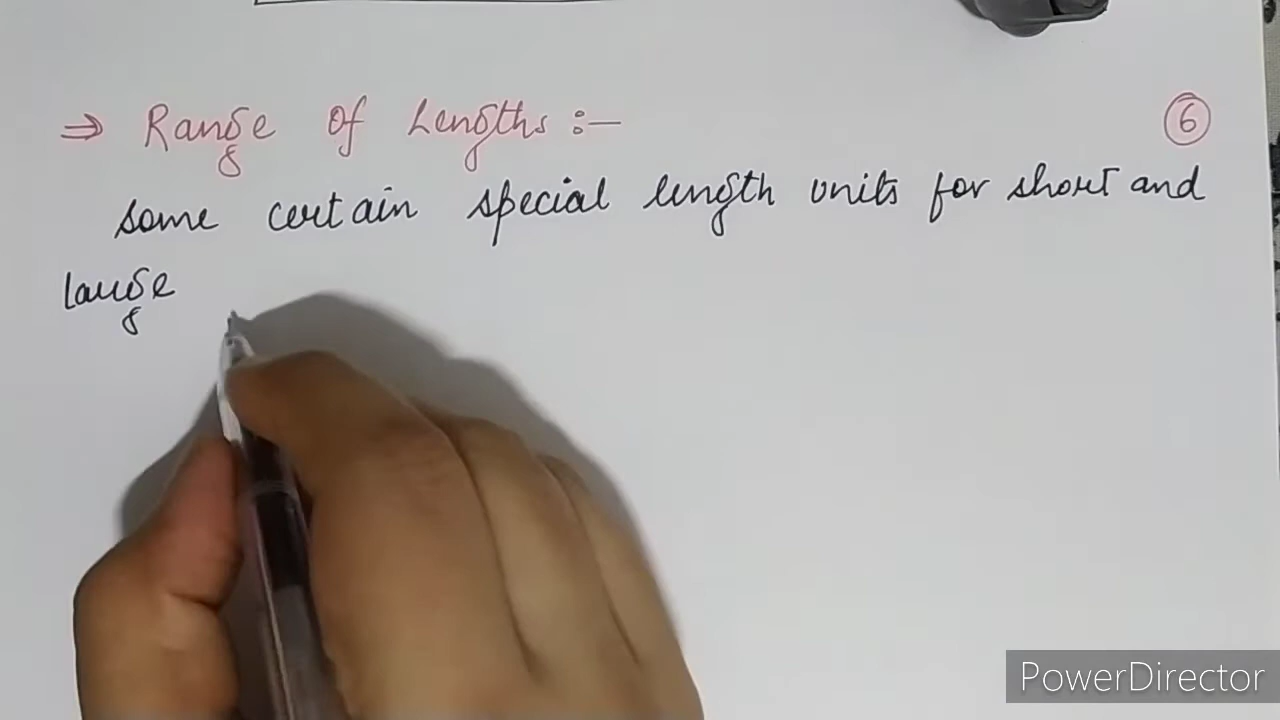 ⇒ Range of Lengths :- 6
some certain special length units for short and
large
PowerDirector